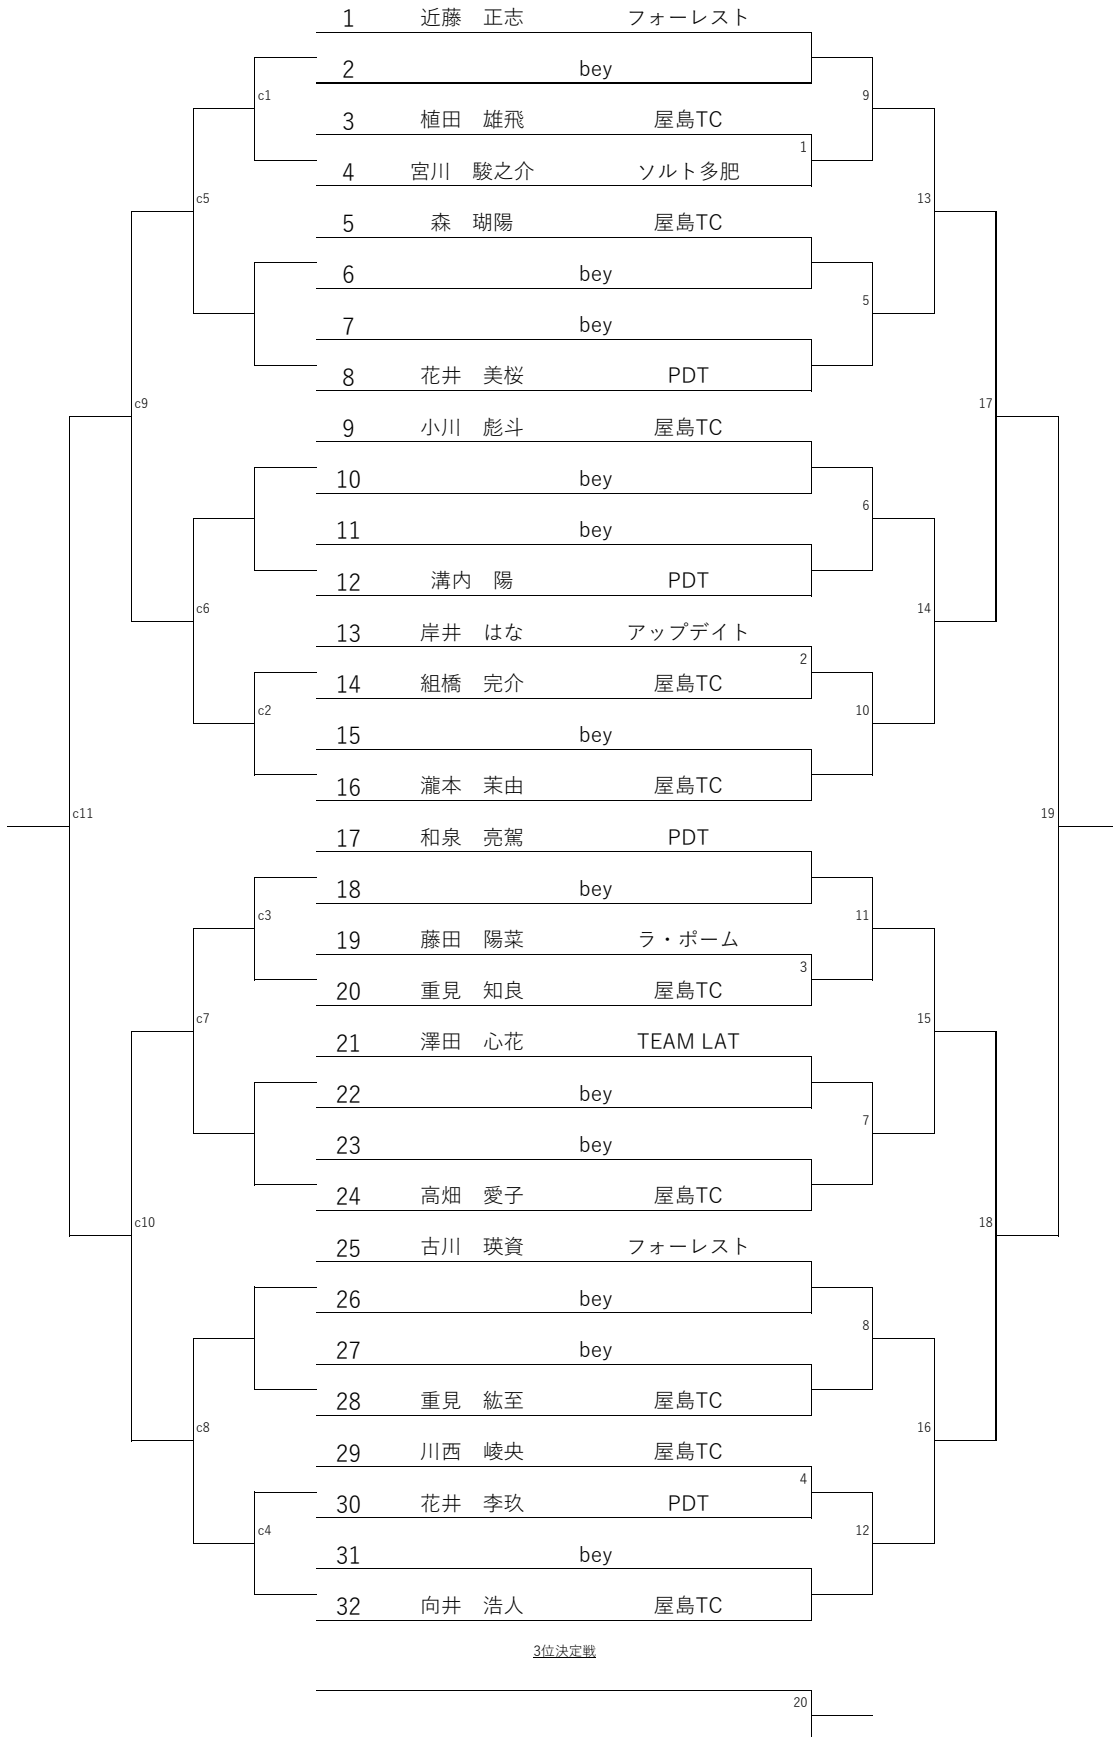 1 近藤　正志 フォーレスト
2 bey
c1 9
3 植田　雄飛 屋島TC
1
4 宮川　駿之介 ソルト多肥
c5 13
5 森　瑚陽 屋島TC
6 bey
5
7 bey
8 花井　美桜 PDT
c9 17
9 小川　彪斗 屋島TC
10 bey
6
11 bey
12 溝内　陽 PDT
c6 14
13 岸井　はな アップデイト
2
14 組橋　完介 屋島TC
c2 10
15 bey
16 瀧本　茉由 屋島TC
c11 19
17 和泉　亮駕 PDT
18 bey
c3 11
19 藤田　陽菜 ラ・ポーム
3
20 重見　知良 屋島TC
c7 15
21 澤田　心花 TEAM LAT
22 bey
7
23 bey
24 高畑　愛子 屋島TC
c10 18
25 古川　瑛資 フォーレスト
26 bey
8
27 bey
28 重見　紘至 屋島TC
c8 16
29 川西　崚央 屋島TC
4
30 花井　李玖 PDT
c4 12
31 bey
32 向井　浩人 屋島TC
3位決定戦
20